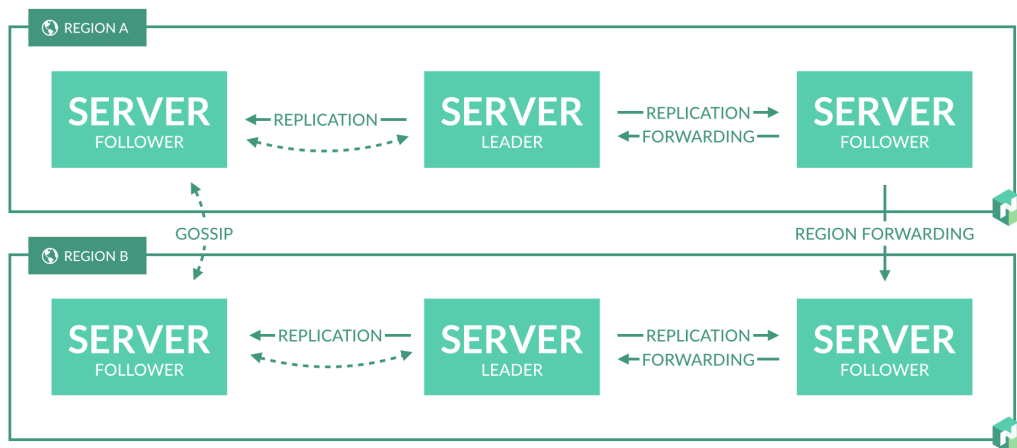 REGION A
SERVER
FOLLOWER
REPLICATION
SERVER
LEADER
REPLICATION
FORWARDING
SERVER
FOLLOWER
GOSSIP
REGION FORWARDING
REGION B
SERVER
FOLLOWER
REPLICATION
SERVER
LEADER
REPLICATION
FORWARDING
SERVER
FOLLOWER